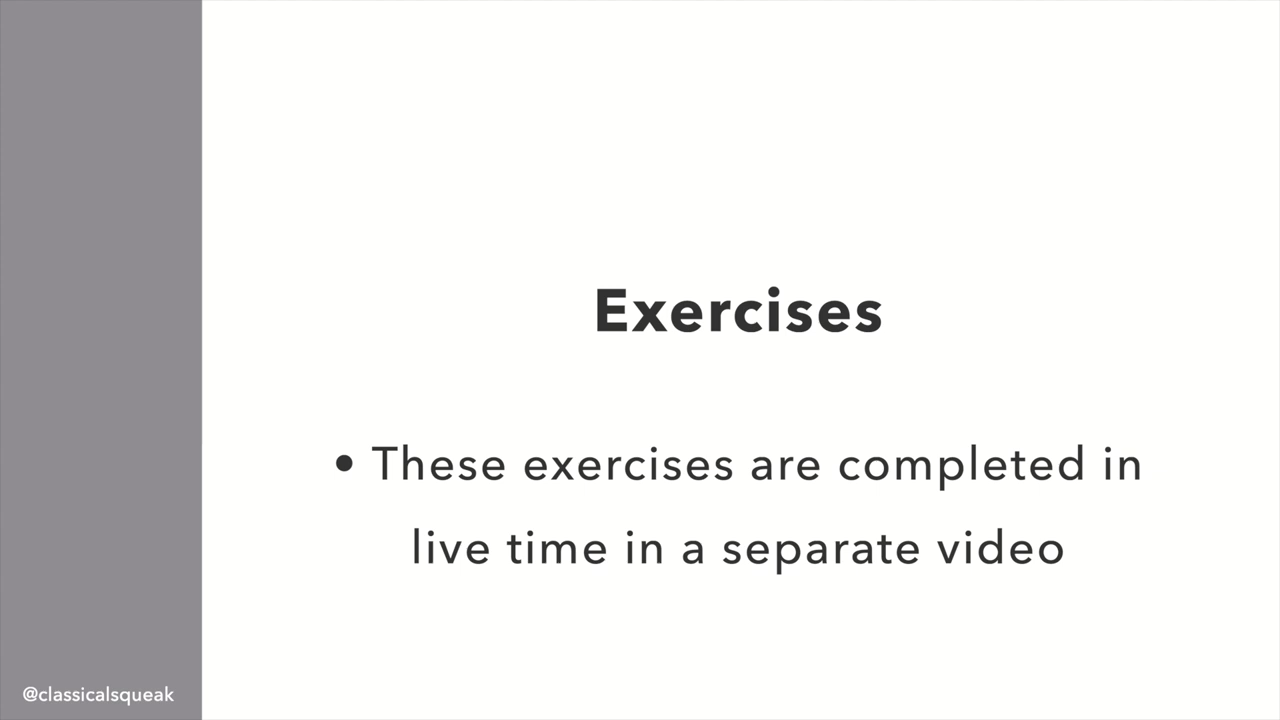 Exercises
• These exercises are completed in
live time in a separate video
@classicalsqueak